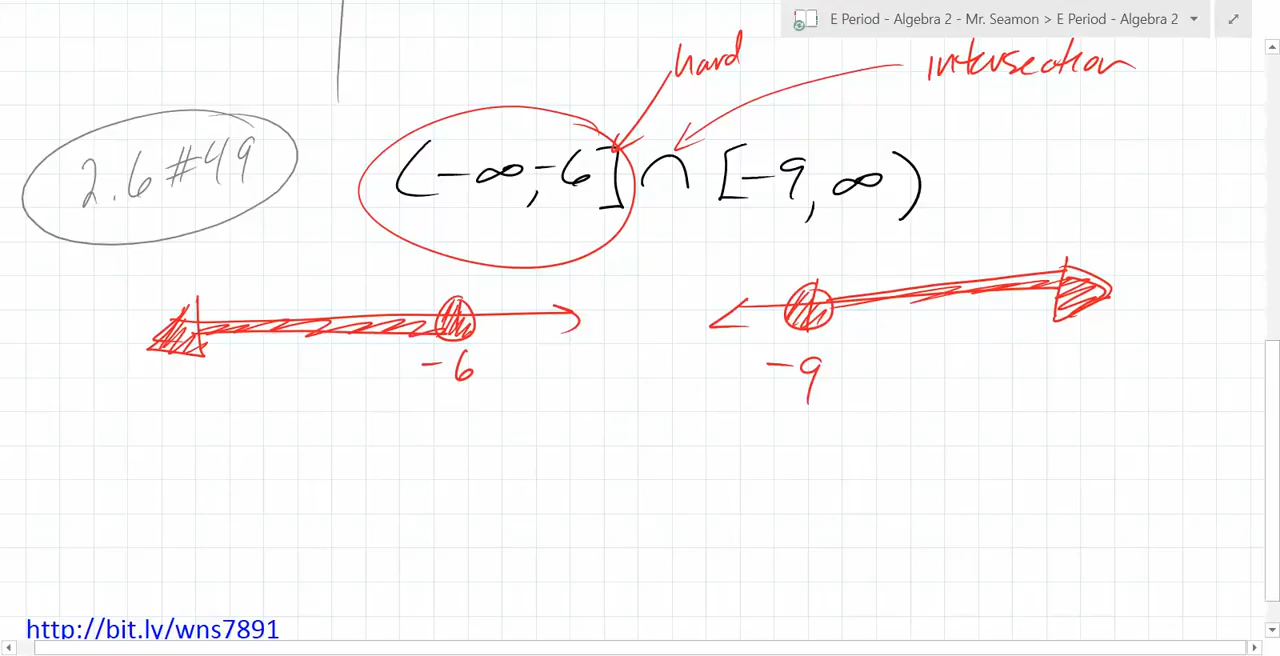 E Period - Algebra 2 - Mr. Seamon > E Period - Algebra 2
hard
intersection
2.6 #49
(-∞, -6] ∩ [-9, ∞)
-6
-9
http://bit.ly/wns7891